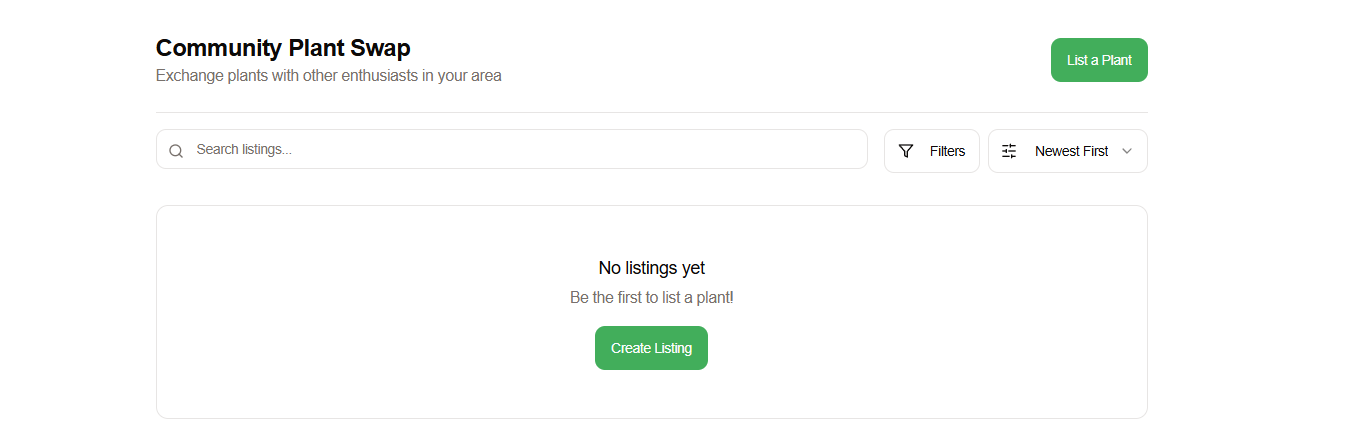 Community Plant Swap
Exchange plants with other enthusiasts in your area
List a Plant
Search listings...
Filters
Newest First
No listings yet
Be the first to list a plant!
Create Listing